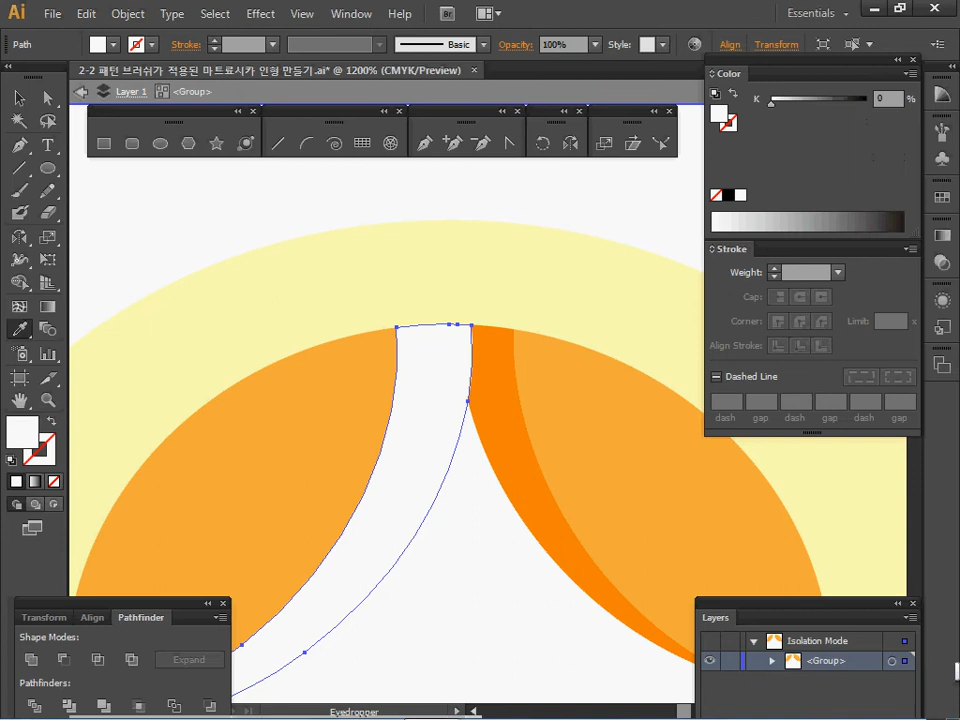 Ai File Edit Object Type Select Effect View Window Help Br Essentials
Path Stroke: Basic Opacity: 100% Style: Align Transform
2-2 패턴 브러쉬가 적용된 마트료시카 인형 만들기.ai* @ 1200% (CMYK/Preview)
Layer 1 <Group>
Color
K 0 %
Stroke
Weight:
Cap:
Corner: Limit: x
Align Stroke:
Dashed Line
dash gap dash gap dash gap
Transform Align Pathfinder
Shape Modes:
Expand
Pathfinders:
Layers
Isolation Mode
<Group>
Eyedropper